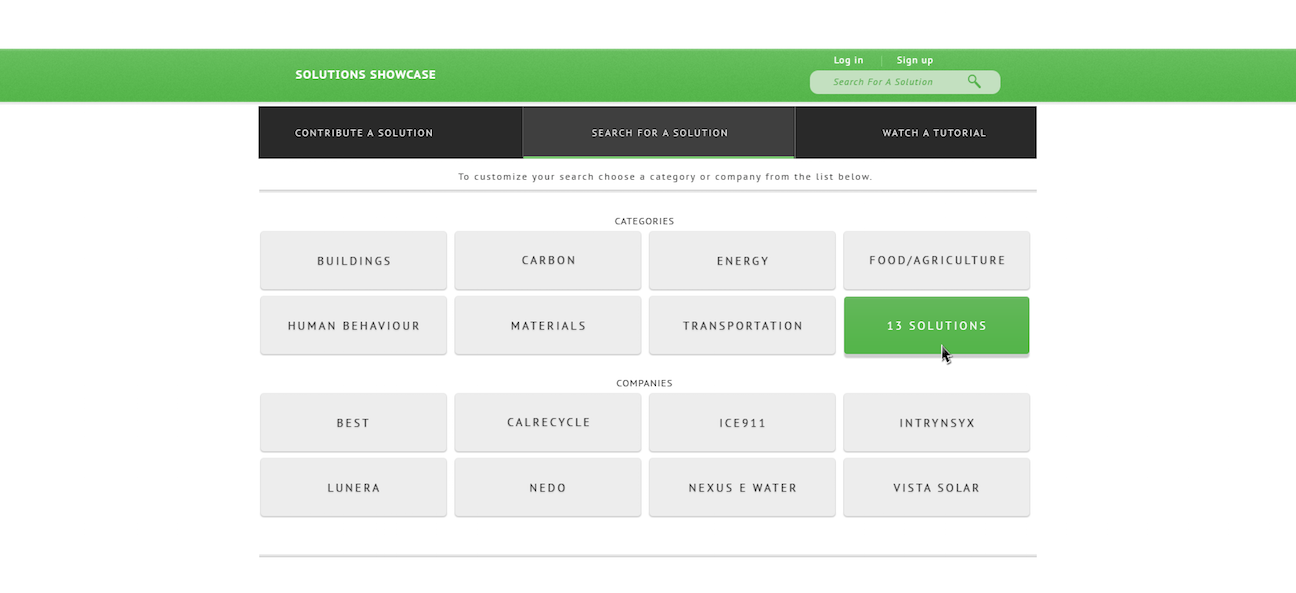 Log in | Sign up
SOLUTIONS SHOWCASE
Search For A Solution
CONTRIBUTE A SOLUTION SEARCH FOR A SOLUTION WATCH A TUTORIAL
To customize your search choose a category or company from the list below.
CATEGORIES
BUILDINGS CARBON ENERGY FOOD/AGRICULTURE
HUMAN BEHAVIOUR MATERIALS TRANSPORTATION 13 SOLUTIONS
COMPANIES
BEST CALRECYCLE ICE911 INTRYNSYX
LUNERA NEDO NEXUS E WATER VISTA SOLAR